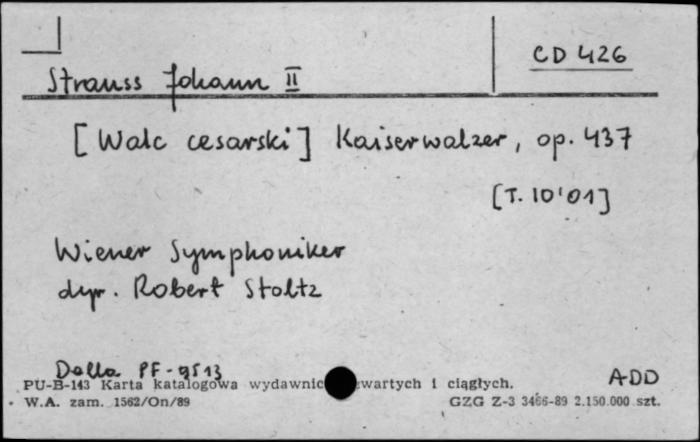 CD 426
Strauss Johann II
[Walc cesarski] Kaiserwalzer, op. 437
[T. 10'01]
Wiener Symphoniker
dyr. Robert Stoltz
Della PF-9513
ADD
PU-B-143 Karta katalogowa wydawnic wartych i ciągłych.
W.A. zam. 1562/On/89
GZG Z-3 3466-89 2.150.000 szt.